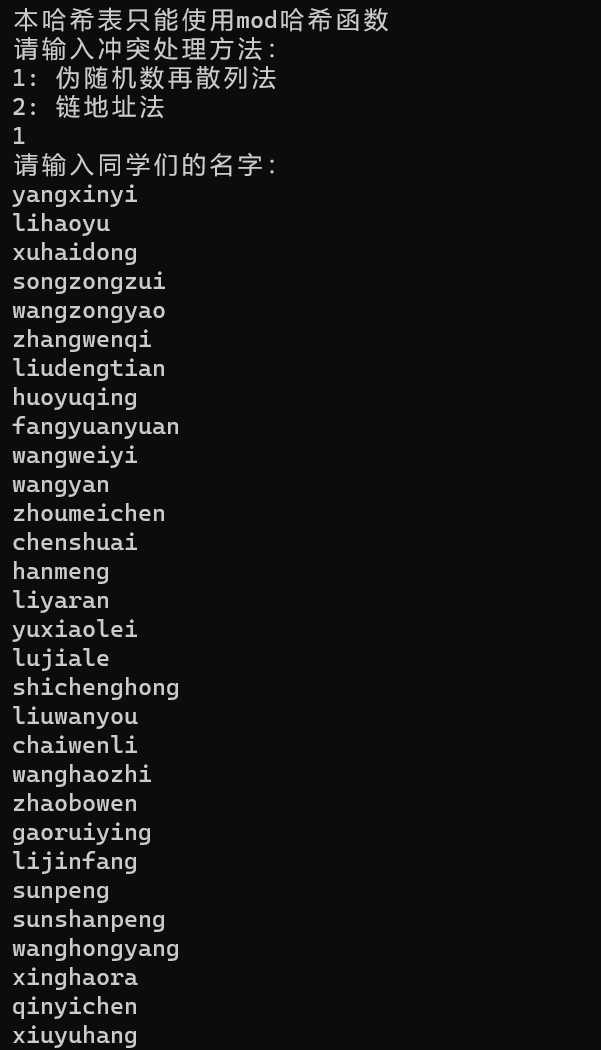 本哈希表只能使用mod哈希函数
请输入冲突处理方法：
1: 伪随机数再散列法
2: 链地址法
1
请输入同学们的名字：
yangxinyi
lihaoyu
xuhaidong
songzongzui
wangzongyao
zhangwenqi
liudengtian
huoyuqing
fangyuanyuan
wangweiyi
wangyan
zhoumeichen
chenshuai
hanmeng
liyaran
yuxiaolei
lujiale
shichenghong
liuwanyou
chaiwenli
wanghaozhi
zhaobowen
gaoruiying
lijinfang
sunpeng
sunshanpeng
wanghongyang
xinghaora
qinyichen
xiuyuhang